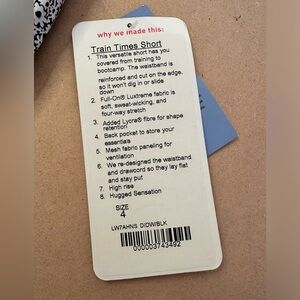 why we made this:
Train Times Short
1. This versatile short has you
covered from training to
bootcamp. The waistband is
reinforced and cut on the edge,
so it won't dig in or slide
down
2. Full-On® Luxtreme fabric is
soft, sweat-wicking, and
four-way stretch
3. Added Lycra® fibre for shape
retention
4. Back pocket to store your
essentials
5. Mesh fabric paneling for
ventilation
6. We re-designed the waistband
and drawcord so they lay flat
and stay put
7. High rise
8. Hugged Sensation
SIZE
4
LW7AHNS DIDW/BLK
000003743492